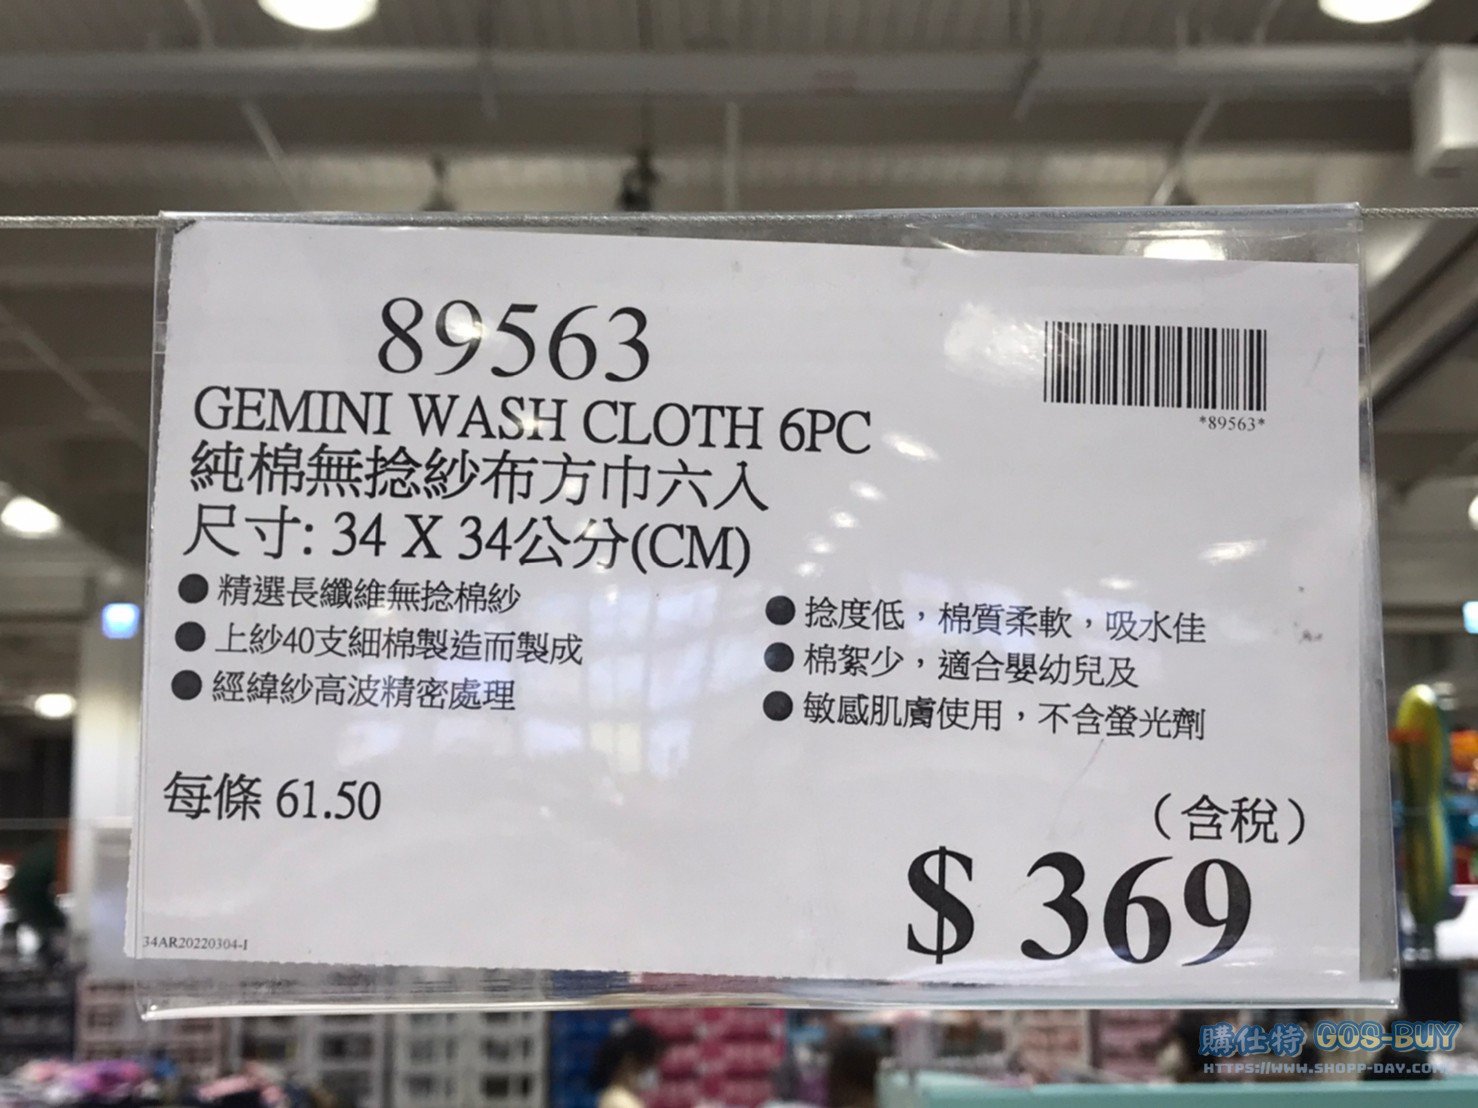 89563
*89563*
GEMINI WASH CLOTH 6PC
純棉無捻紗布方巾六入
尺寸: 34 X 34公分(CM)
●精選長纖維無捻棉紗
●上紗40支細棉製造而製成
●經緯紗高波精密處理
●捻度低，棉質柔軟，吸水佳
●棉絮少，適合嬰幼兒及
●敏感肌膚使用，不含螢光劑
每條 61.50
（含稅）
$ 369
34AR20220304-I
購仕特 GOS-BUY
HTTPS://WWW.SHOPP-DAY.COM